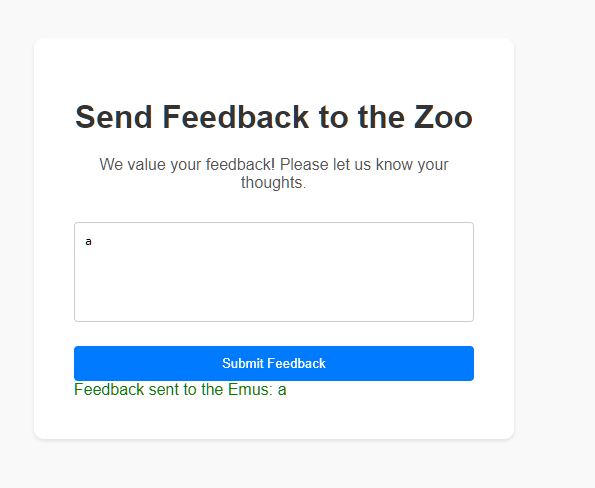 Send Feedback to the Zoo
We value your feedback! Please let us know your
thoughts.
a
Submit Feedback
Feedback sent to the Emus: a